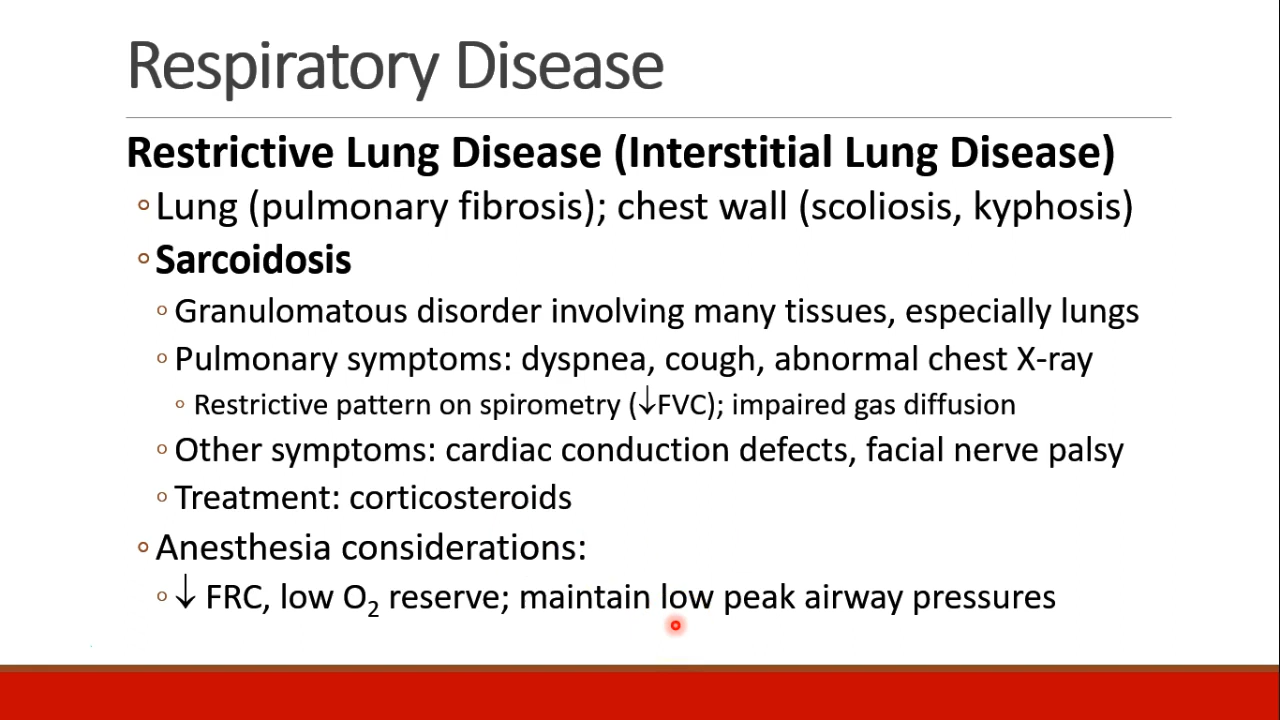 Respiratory Disease
Restrictive Lung Disease (Interstitial Lung Disease)
◦Lung (pulmonary fibrosis); chest wall (scoliosis, kyphosis)
◦Sarcoidosis
◦Granulomatous disorder involving many tissues, especially lungs
◦Pulmonary symptoms: dyspnea, cough, abnormal chest X-ray
◦ Restrictive pattern on spirometry (↓FVC); impaired gas diffusion
◦Other symptoms: cardiac conduction defects, facial nerve palsy
◦Treatment: corticosteroids
◦Anesthesia considerations:
◦↓ FRC, low O₂ reserve; maintain low peak airway pressures